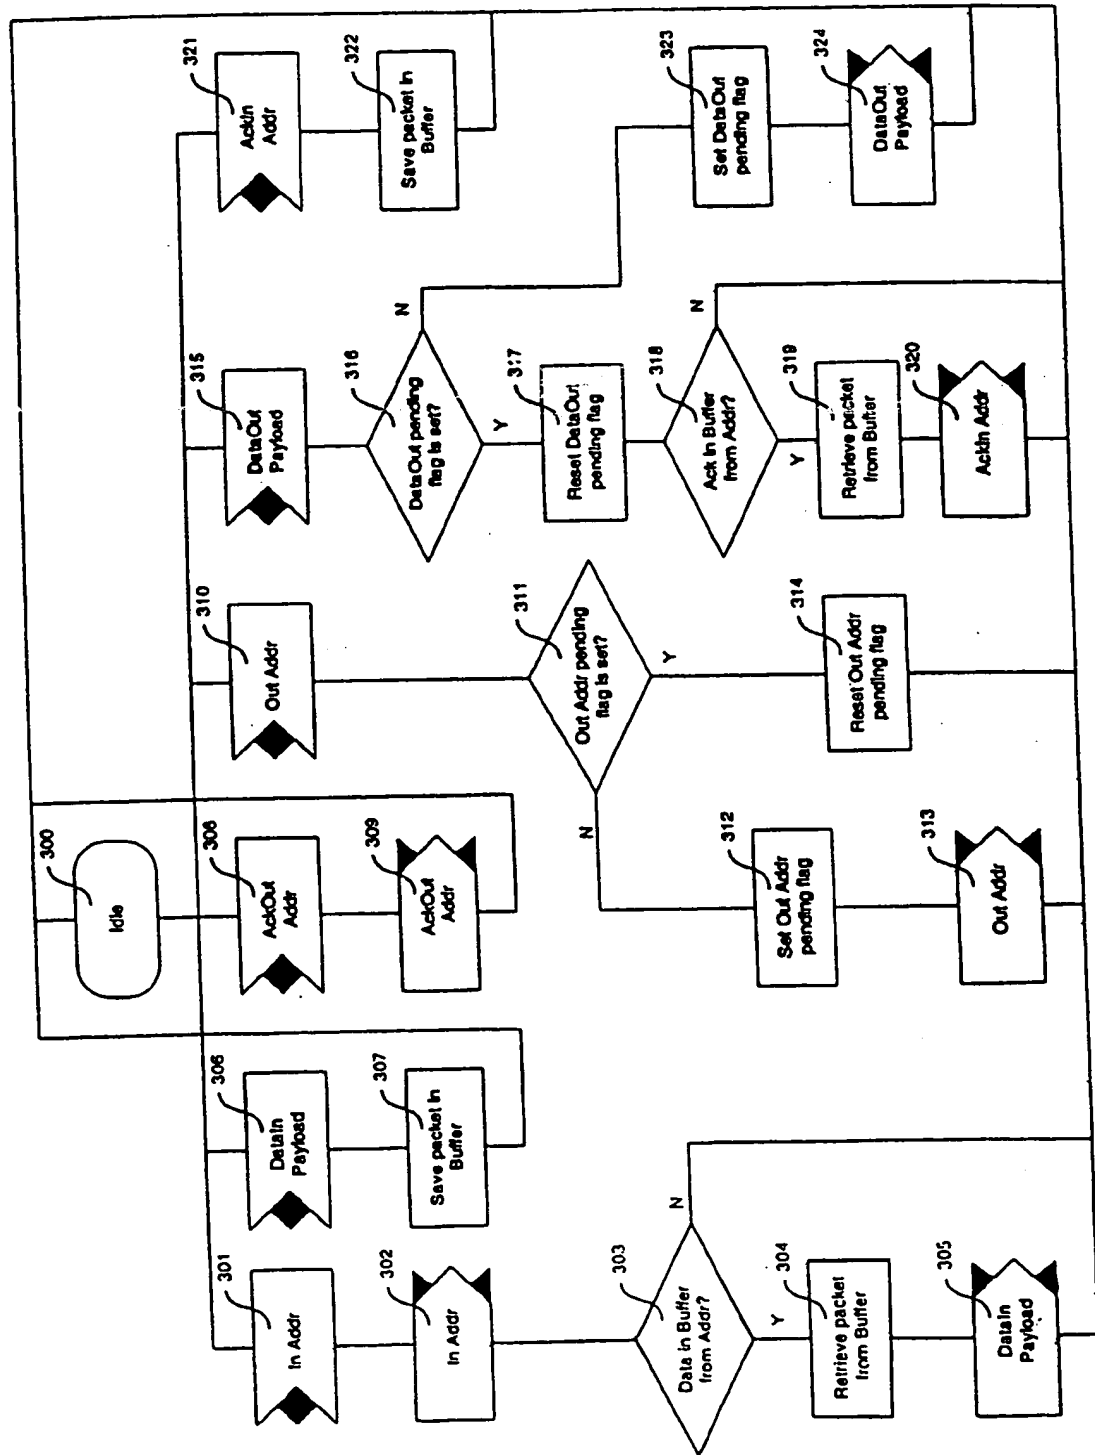 300
Idle
301
In Addr
302
In Addr
303
Data in Buffer
from Addr?
N
Y
304
Retrieve packet
from Buffer
305
DataIn
Payload
306
DataIn
Payload
307
Save packet in
Buffer
308
AckOut
Addr
309
AckOut
Addr
310
Out Addr
311
Out Addr pending
flag is set?
N
Y
312
Set Out Addr
pending flag
313
Out Addr
314
Reset Out Addr
pending flag
315
DataOut
Payload
316
DataOut pending
flag is set?
N
Y
317
Reset DataOut
pending flag
318
Ack in Buffer
from Addr?
N
Y
319
Retrieve packet
from Buffer
320
AckIn Addr
321
AckIn
Addr
322
Save packet in
Buffer
323
Set DataOut
pending flag
324
DataOut
Payload